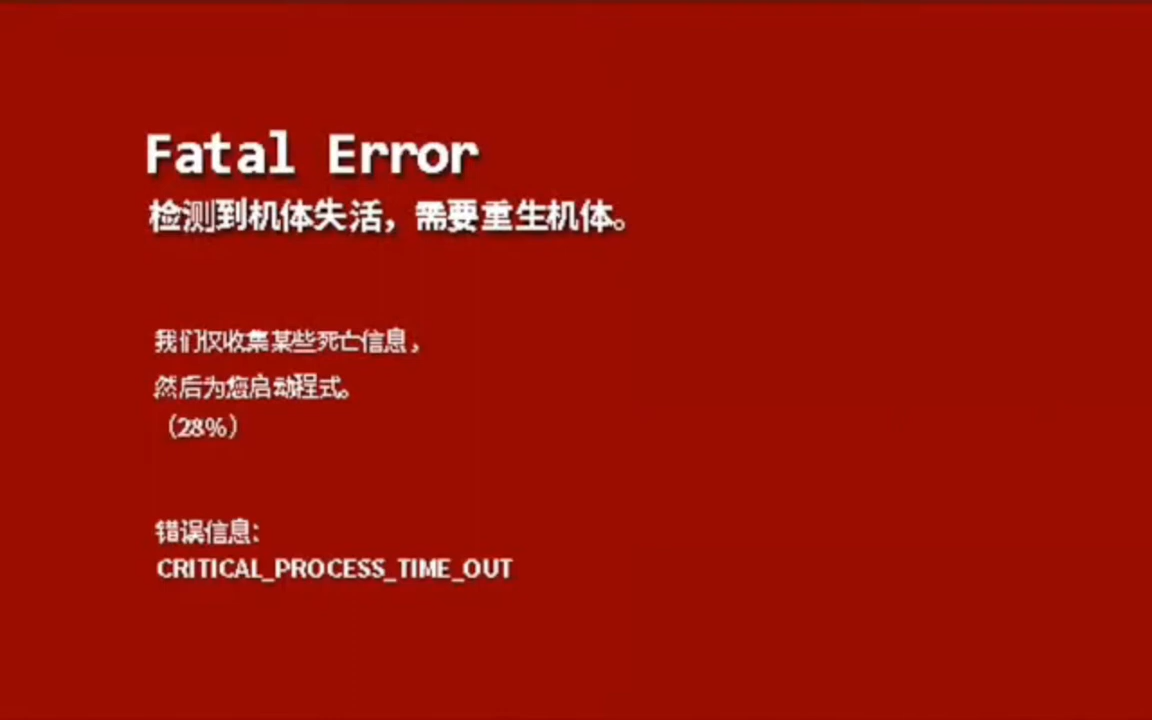 Fatal Error
检测到机体失活，需要重生机体。
我们仅收集某些死亡信息，
然后为您启动程式。
（28%）
错误信息：
CRITICAL_PROCESS_TIME_OUT